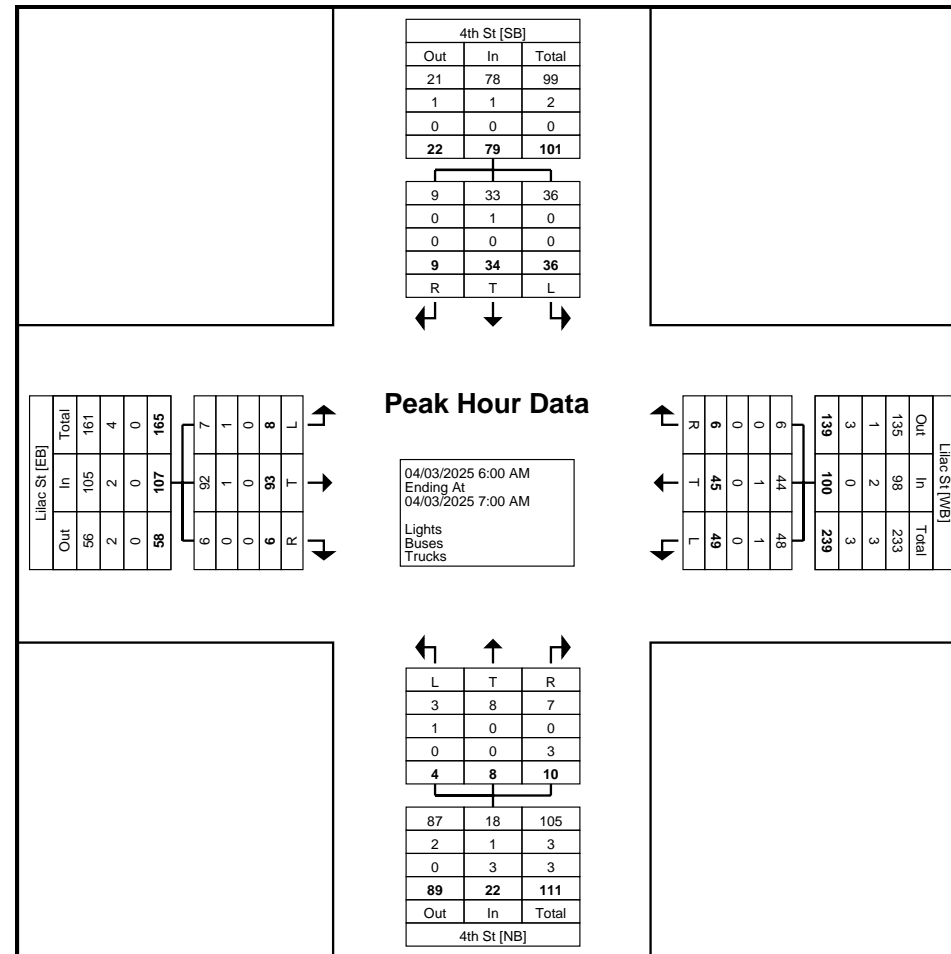 4th St [SB]
Out In Total
21 78 99
1 1 2
0 0 0
22 79 101
9 33 36
0 1 0
0 0 0
9 34 36
R T L
Peak Hour Data
04/03/2025 6:00 AM
Ending At
04/03/2025 7:00 AM
Lights
Buses
Trucks
Lilac St [EB]
Total 161 4 0 165
In 105 2 0 107
Out 56 2 0 58
7 1 0 8 L
92 1 0 93 T
6 0 0 6 R
R 6 0 0 6
T 45 0 1 44
L 49 0 1 48
139 3 1 135 Out
100 0 2 98 In
239 3 3 233 Total
Lilac St [WB]
L T R
3 8 7
1 0 0
0 0 3
4 8 10
87 18 105
2 1 3
0 3 3
89 22 111
Out In Total
4th St [NB]